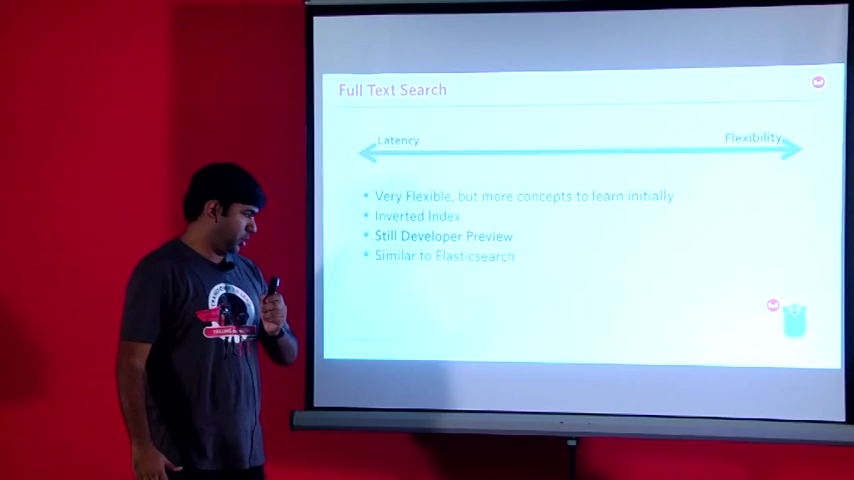 Full Text Search
Latency
Flexibility
Very Flexible, but more concepts to learn initially
Inverted Index
Still Developer Preview
Similar to Elasticsearch